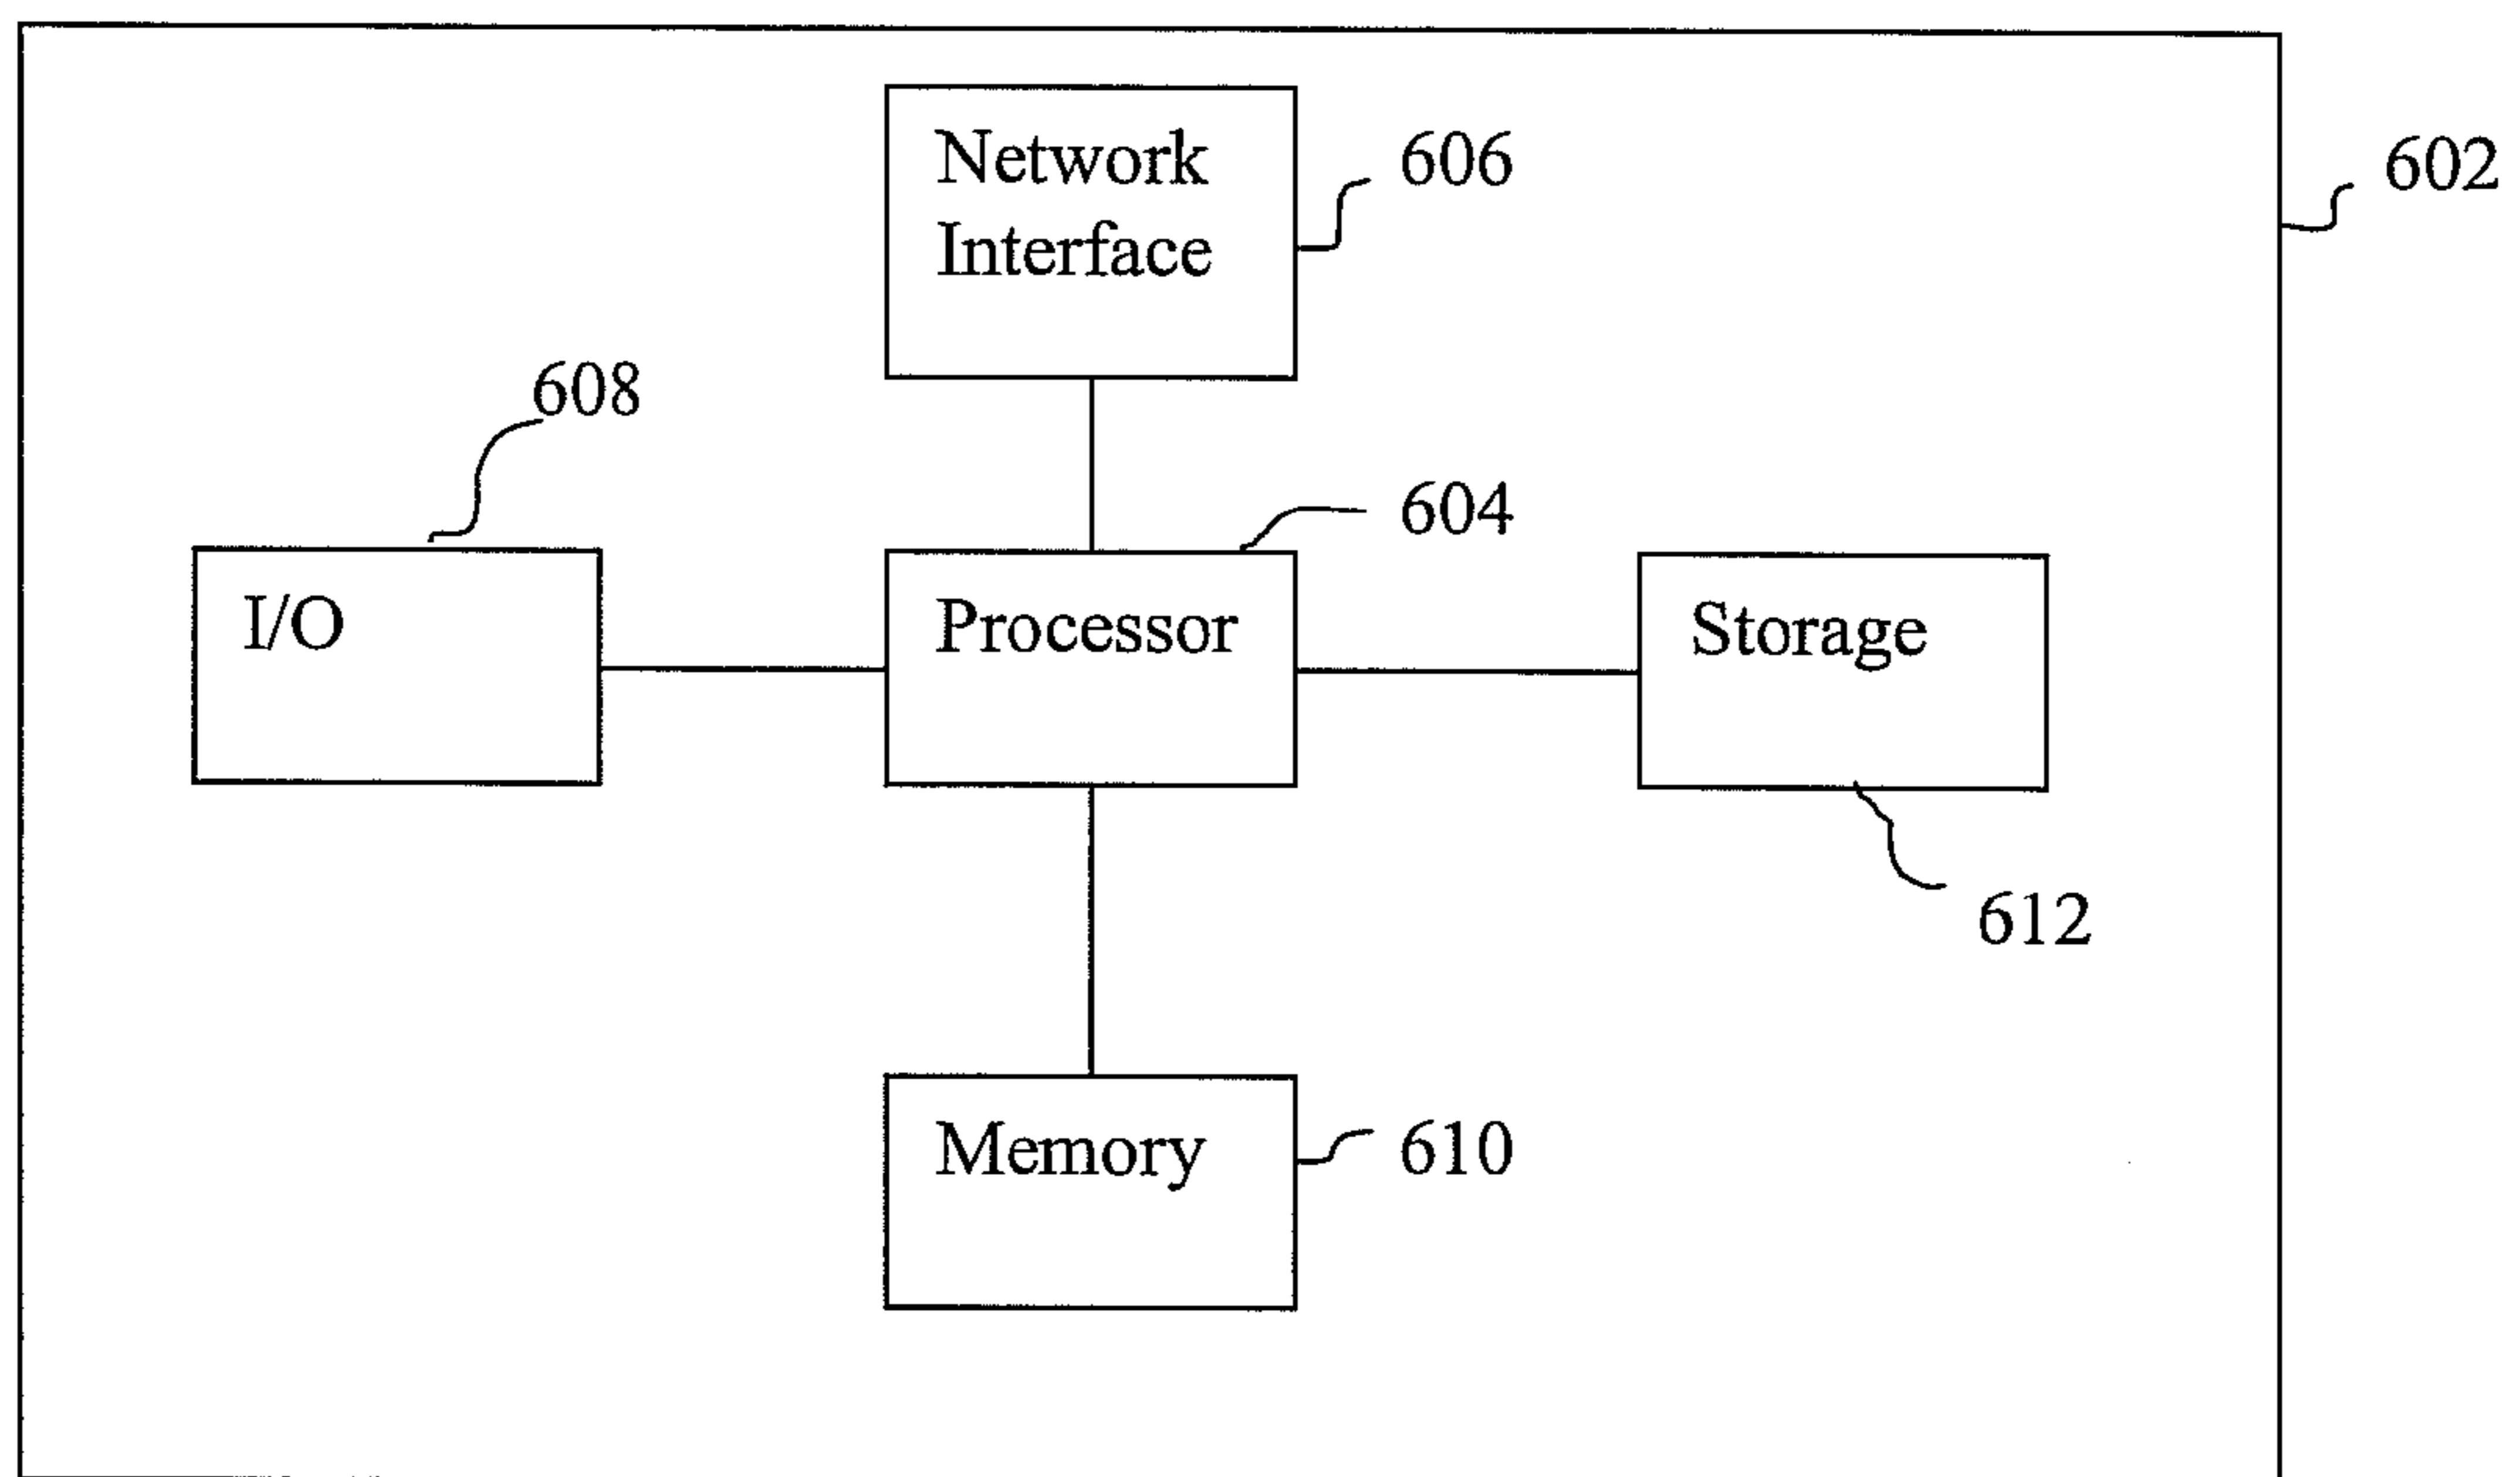 Network
Interface
606
602
608
604
I/O
Processor
Storage
612
Memory
610